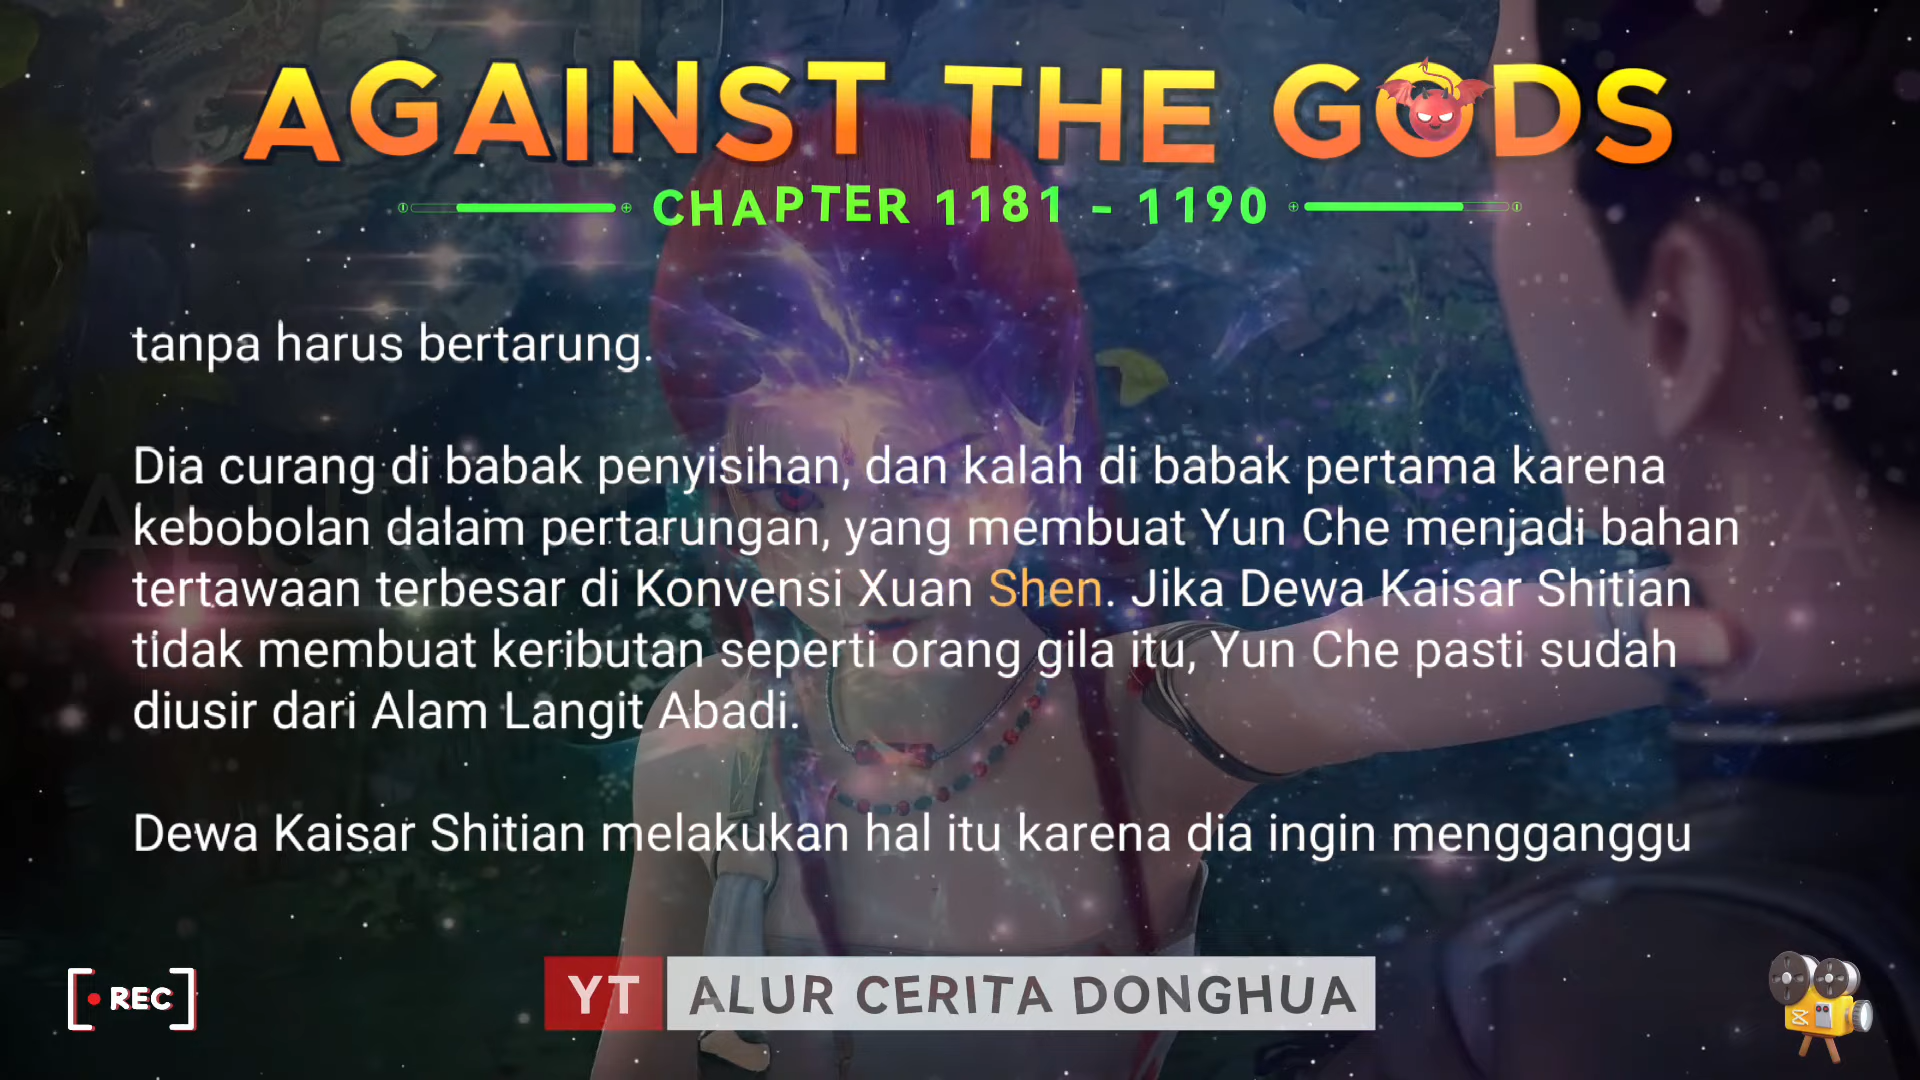 AGAINST THE GODS
CHAPTER 1181 - 1190
tanpa harus bertarung.
Dia curang di babak penyisihan, dan kalah di babak pertama karena
kebobolan dalam pertarungan, yang membuat Yun Che menjadi bahan
tertawaan terbesar di Konvensi Xuan Shen. Jika Dewa Kaisar Shitian
tidak membuat keributan seperti orang gila itu, Yun Che pasti sudah
diusir dari Alam Langit Abadi.
Dewa Kaisar Shitian melakukan hal itu karena dia ingin mengganggu
REC
YT ALUR CERITA DONGHUA